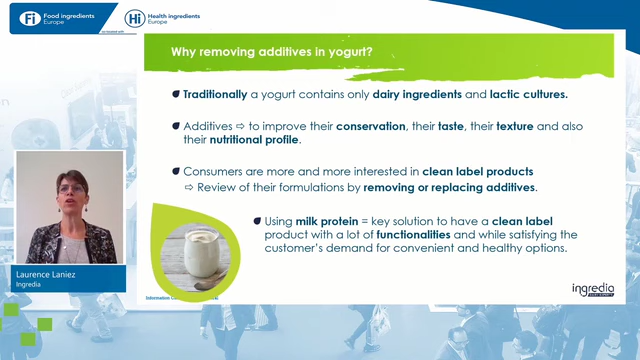 Fi
Food ingredients
Europe
co-located with
Hi
Health ingredients
Europe
Why removing additives in yogurt?
Traditionally a yogurt contains only dairy ingredients and lactic cultures.
Additives ⇨ to improve their conservation, their taste, their texture and also
their nutritional profile.
Consumers are more and more interested in clean label products
⇨ Review of their formulations by removing or replacing additives.
Using milk protein = key solution to have a clean label
product with a lot of functionalities and while satisfying the
customer's demand for convenient and healthy options.
Laurence Laniez
Ingredia
ingredia